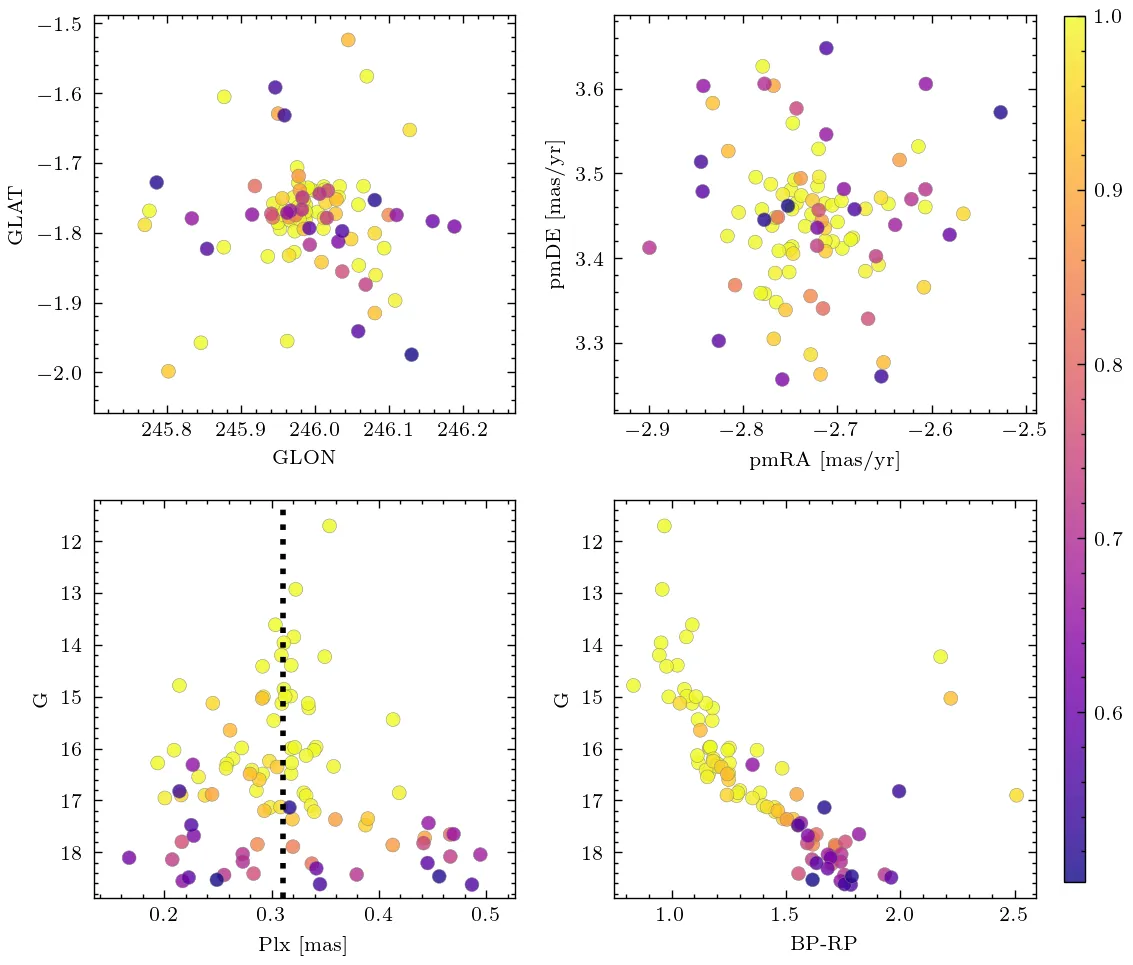 −1.5
−1.6
−1.7
−1.8
−1.9
−2.0
GLAT
245.8 245.9 246.0 246.1 246.2
GLON
3.6
3.5
3.4
3.3
pmDE [mas/yr]
−2.9 −2.8 −2.7 −2.6 −2.5
pmRA [mas/yr]
12
13
14
15
16
17
18
G
0.2 0.3 0.4 0.5
Plx [mas]
12
13
14
15
16
17
18
G
1.0 1.5 2.0 2.5
BP-RP
1.0
0.9
0.8
0.7
0.6